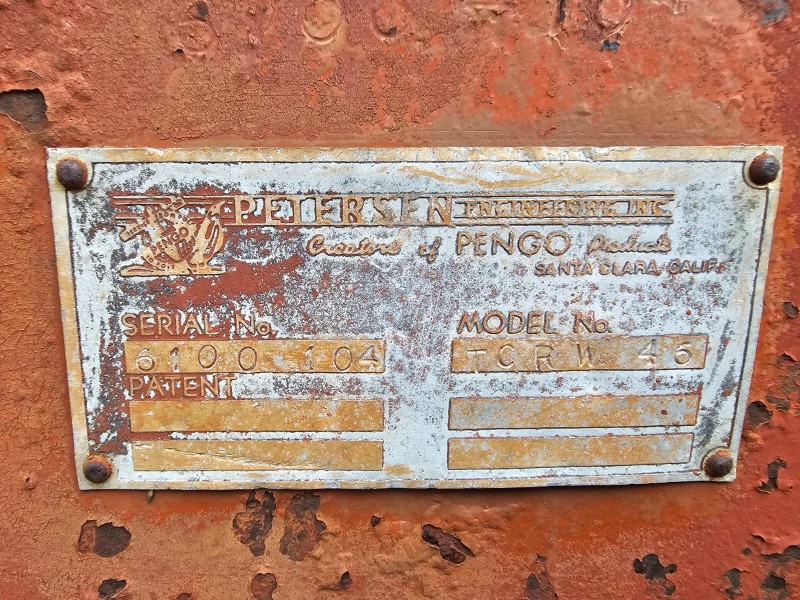 PETERSEN ENGINEERING, INC.
Creators of PENGO Products
SANTA CLARA, CALIF.
PENGO
SERIAL No. MODEL No.
6100 104 TCRW 46
PATENT